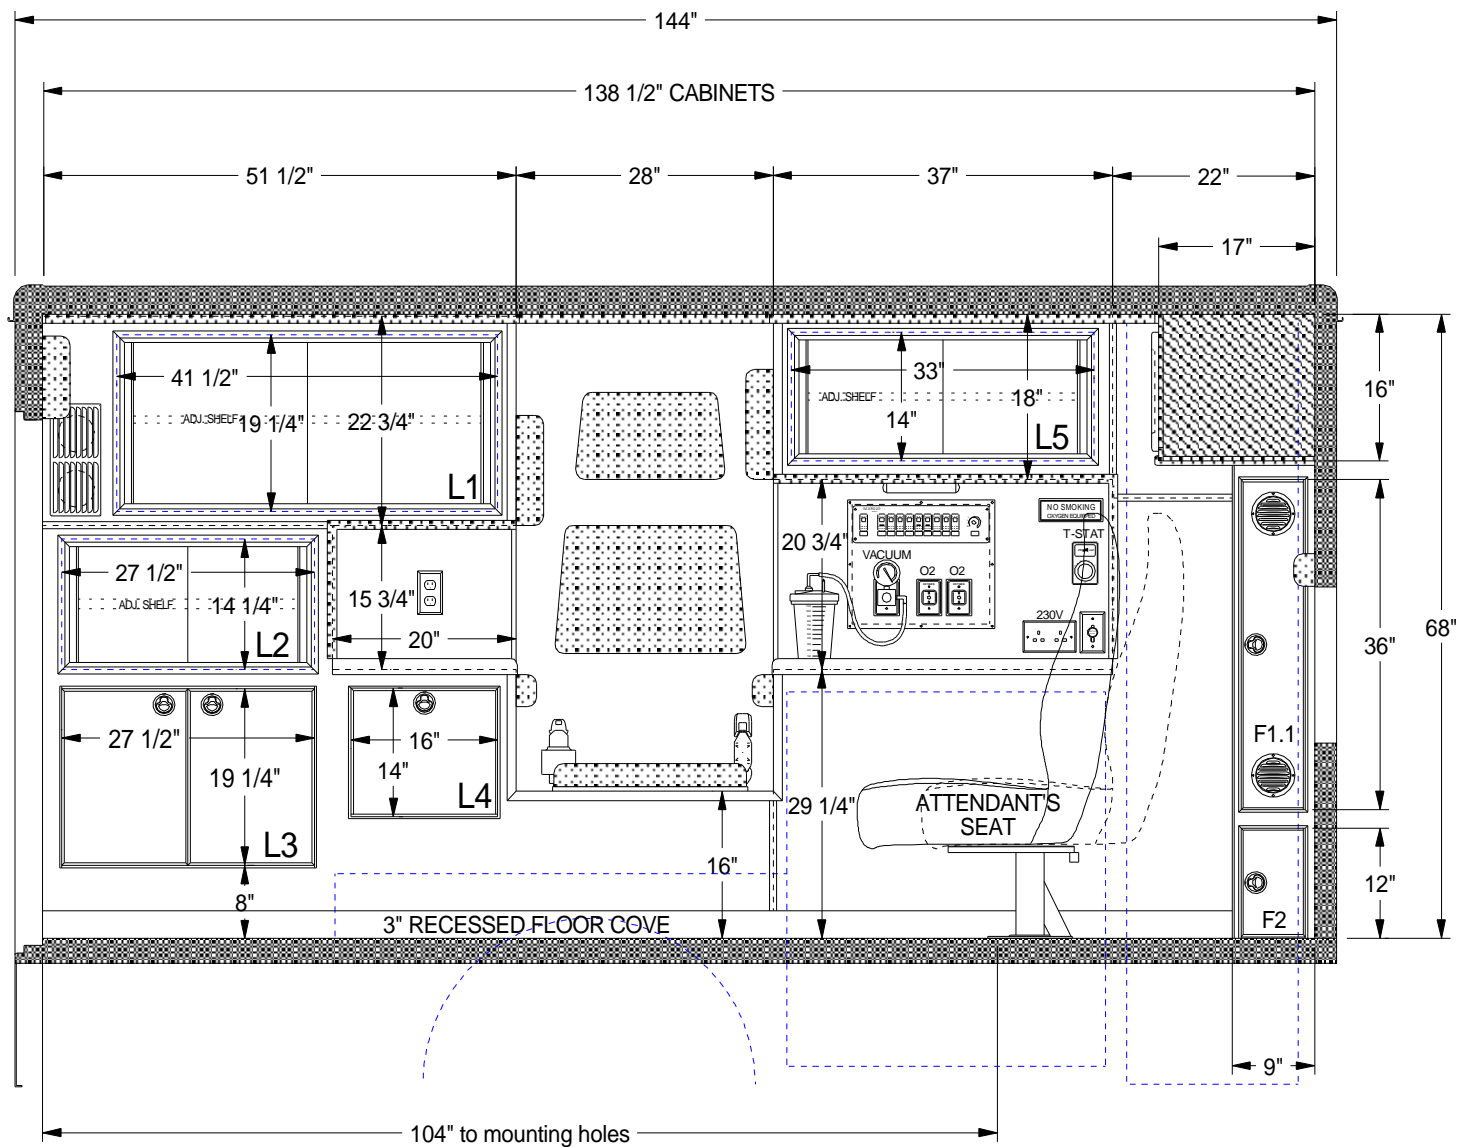 144"
138 1/2" CABINETS
51 1/2"
28"
37"
22"
17"
41 1/2"
ADJ. SHELF
19 1/4"
22 3/4"
L1
33"
ADJ. SHELF
14"
18"
L5
16"
27 1/2"
ADJ. SHELF
14 1/4"
L2
15 3/4"
20"
20 3/4"
VACUUM
O2 O2
NO SMOKING
OXYGEN EQUIPPED
T-STAT
230V
36"
68"
27 1/2"
19 1/4"
L3
16"
14"
L4
29 1/4"
ATTENDANT'S
SEAT
F1.1
16"
8"
12"
F2
3" RECESSED FLOOR COVE
9"
104" to mounting holes